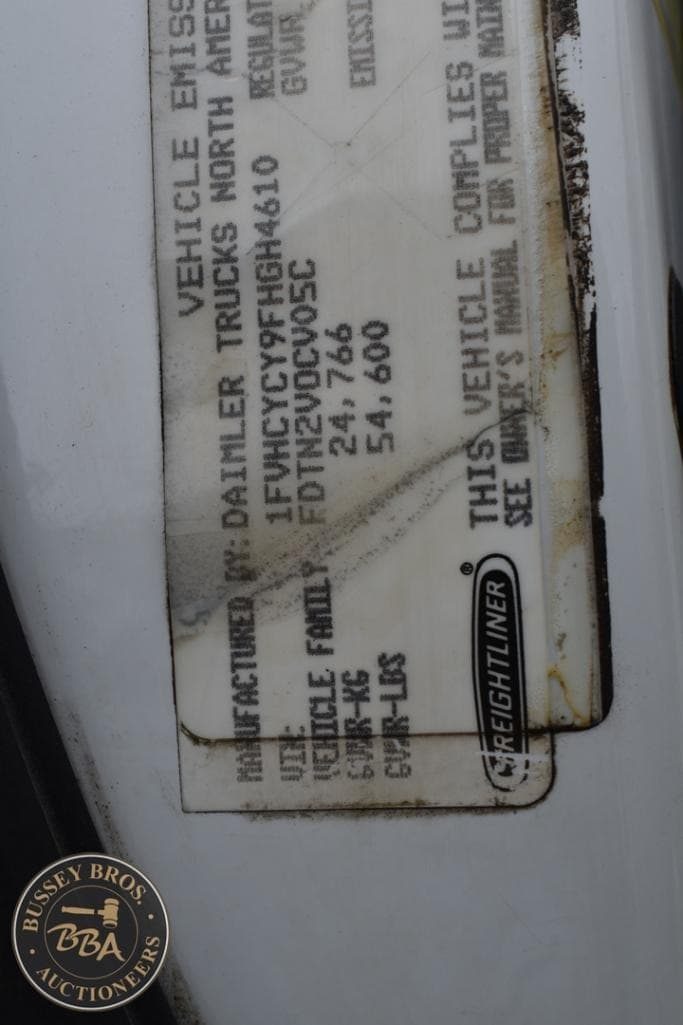 VEHICLE EMISS
MANUFACTURED BY: DAIMLER TRUCKS NORTH AMER
VIN: 1FVHCYCY9FHGH4610 REGULAT
VEHICLE FAMILY FDTN2VOCV05C GVWR
GVWR-KG 24,766
GVWR-LBS 54,600 EMISSI
THIS VEHICLE COMPLIES WI
SEE OWNER'S MANUAL FOR PROPER MAIN
FREIGHTLINER®
BUSSEY BROS.
BBA
AUCTIONEERS